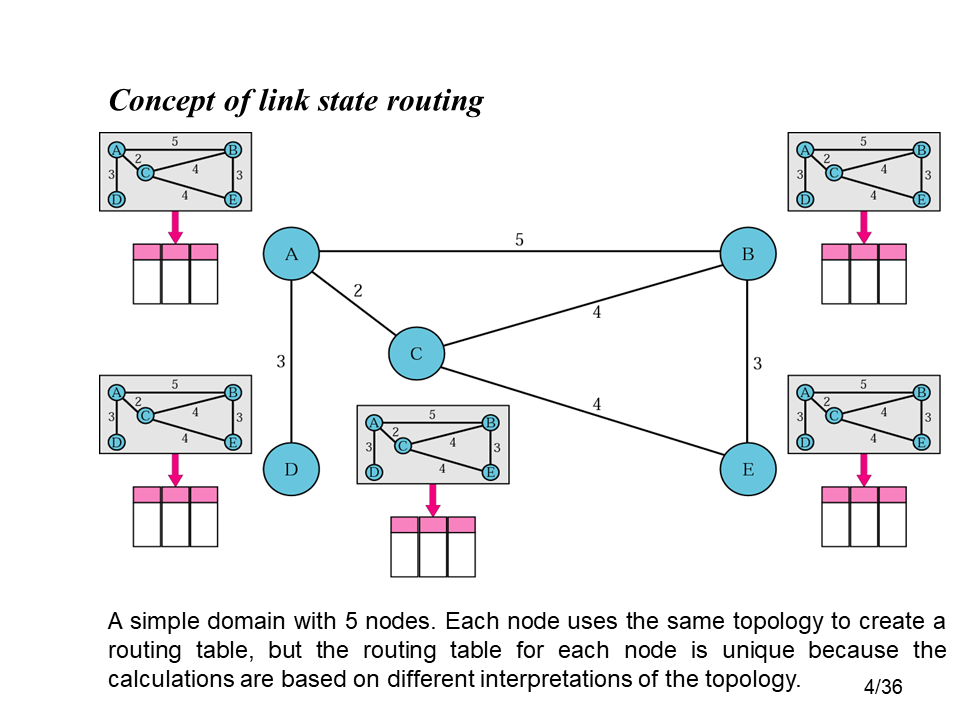 Concept of link state routing
5
A B
2
C 4
3 3
4
D E
5
A B
2
C 4
3 3
4
D E
A 5 B
2
4
C
3 3
4
D E
5
A B
2
C 4
3 3
4
D E
5
A B
2
C 4
3 3
4
D E
5
A B
2
C 4
3 3
4
D E
A simple domain with 5 nodes. Each node uses the same topology to create a
routing table, but the routing table for each node is unique because the
calculations are based on different interpretations of the topology.
4/36